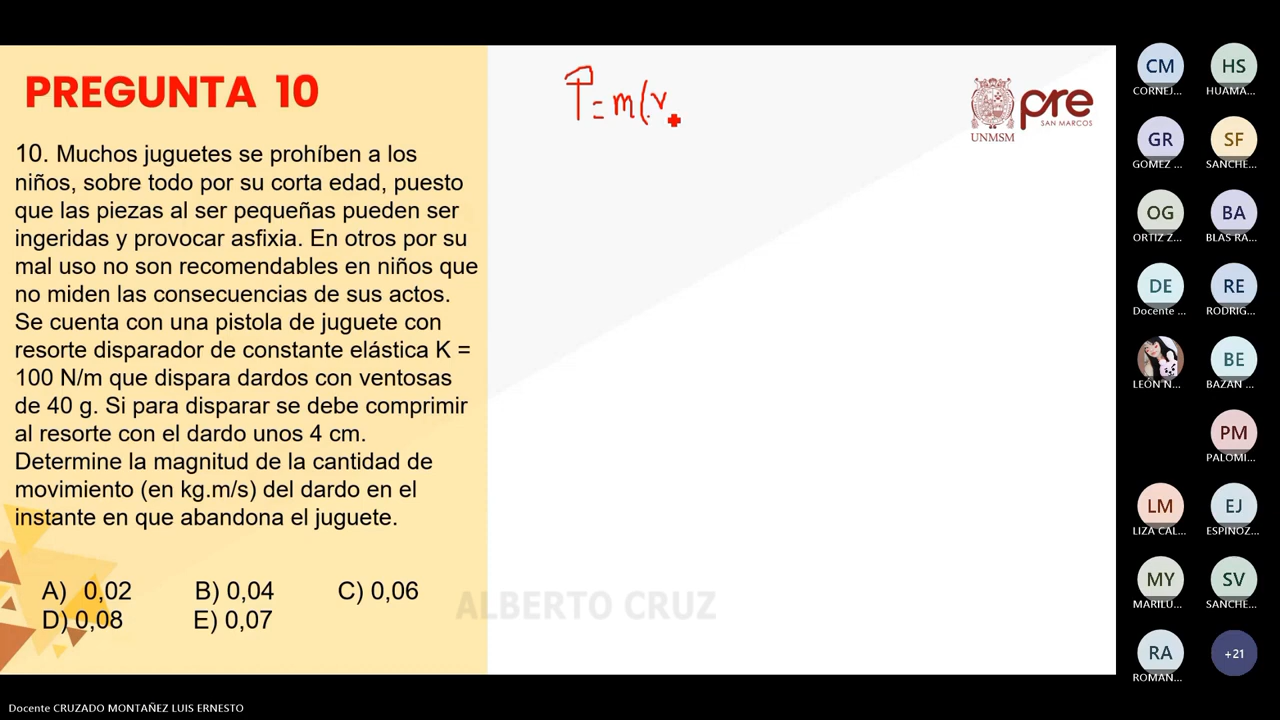 PREGUNTA 10
10. Muchos juguetes se prohíben a los
niños, sobre todo por su corta edad, puesto
que las piezas al ser pequeñas pueden ser
ingeridas y provocar asfixia. En otros por su
mal uso no son recomendables en niños que
no miden las consecuencias de sus actos.
Se cuenta con una pistola de juguete con
resorte disparador de constante elástica K =
100 N/m que dispara dardos con ventosas
de 40 g. Si para disparar se debe comprimir
al resorte con el dardo unos 4 cm.
Determine la magnitud de la cantidad de
movimiento (en kg.m/s) del dardo en el
instante en que abandona el juguete.
A) 0,02 B) 0,04 C) 0,06
D) 0,08 E) 0,07
P = m(v
UNMSM
pre
SAN MARCOS
ALBERTO CRUZ
CM HS
CORNEJ... HUAMA...
GR SF
GOMEZ ... SANCHE...
OG BA
ORTIZ Z... BLAS RA...
DE RE
Docente ... RODRIG...
BE
LEÓN N... BAZAN ...
PM
PALOMI...
LM EJ
LIZA CAL... ESPINOZ...
MY SV
MARILU... SANCHE...
RA +21
ROMAN...
Docente CRUZADO MONTAÑEZ LUIS ERNESTO